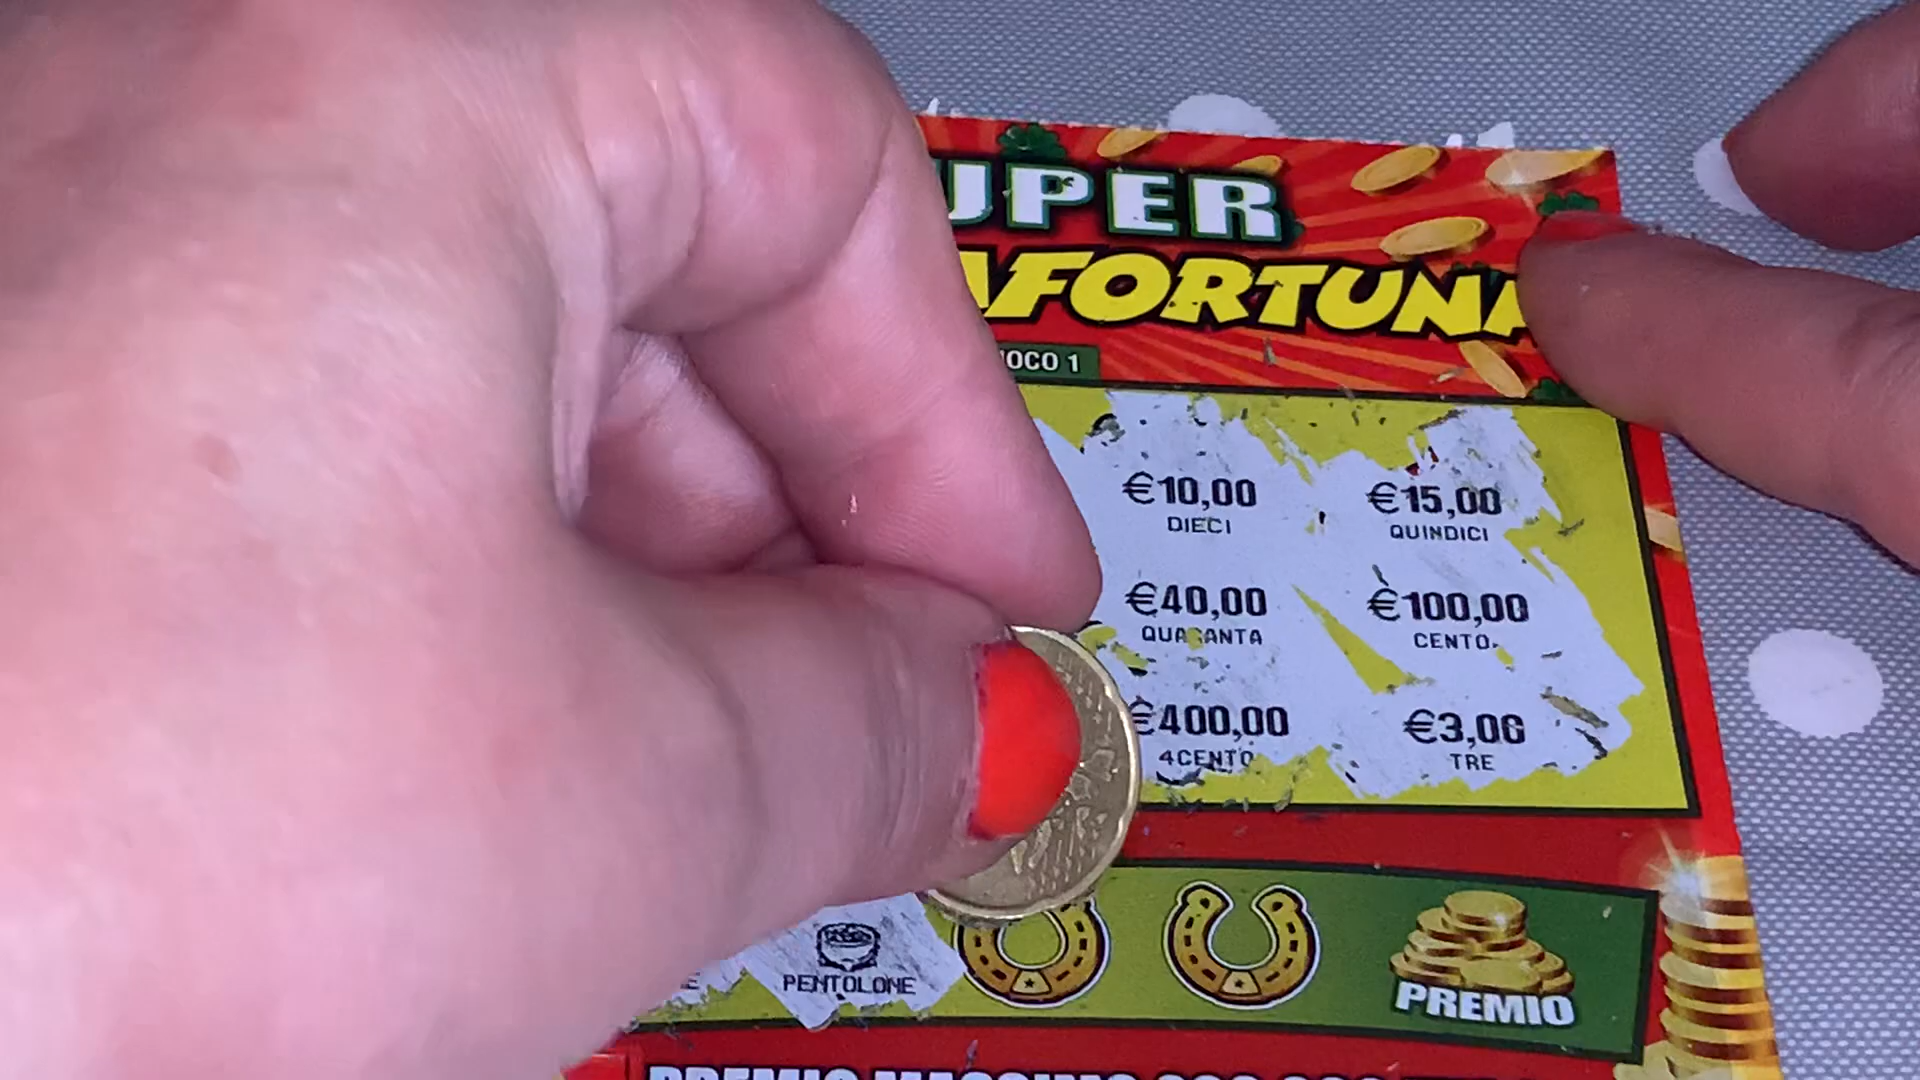 UPER
AFORTUNA
IOCO 1
€10,00
DIECI
€15,00
QUINDICI
€40,00
QUARANTA
€100,00
CENTO
€400,00
4CENTO
€3,00
TRE
PENTOLONE
PREMIO